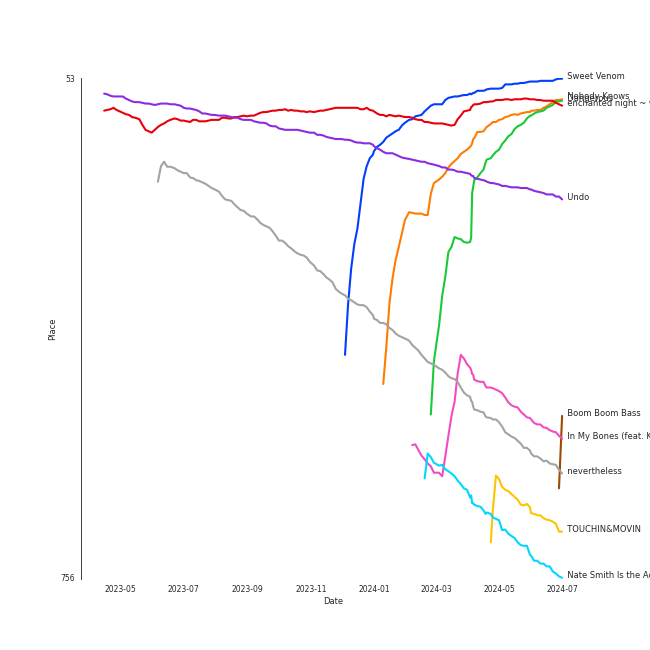 53
Sweet Venom
Nobody Knows
enchanted night ~
Undo
Place
Boom Boom Bass
In My Bones (feat. K
nevertheless
TOUCHIN&MOVIN
Nate Smith Is the A
756
2023-05 2023-07 2023-09 2023-11 2024-01 2024-03 2024-05 2024-07
Date